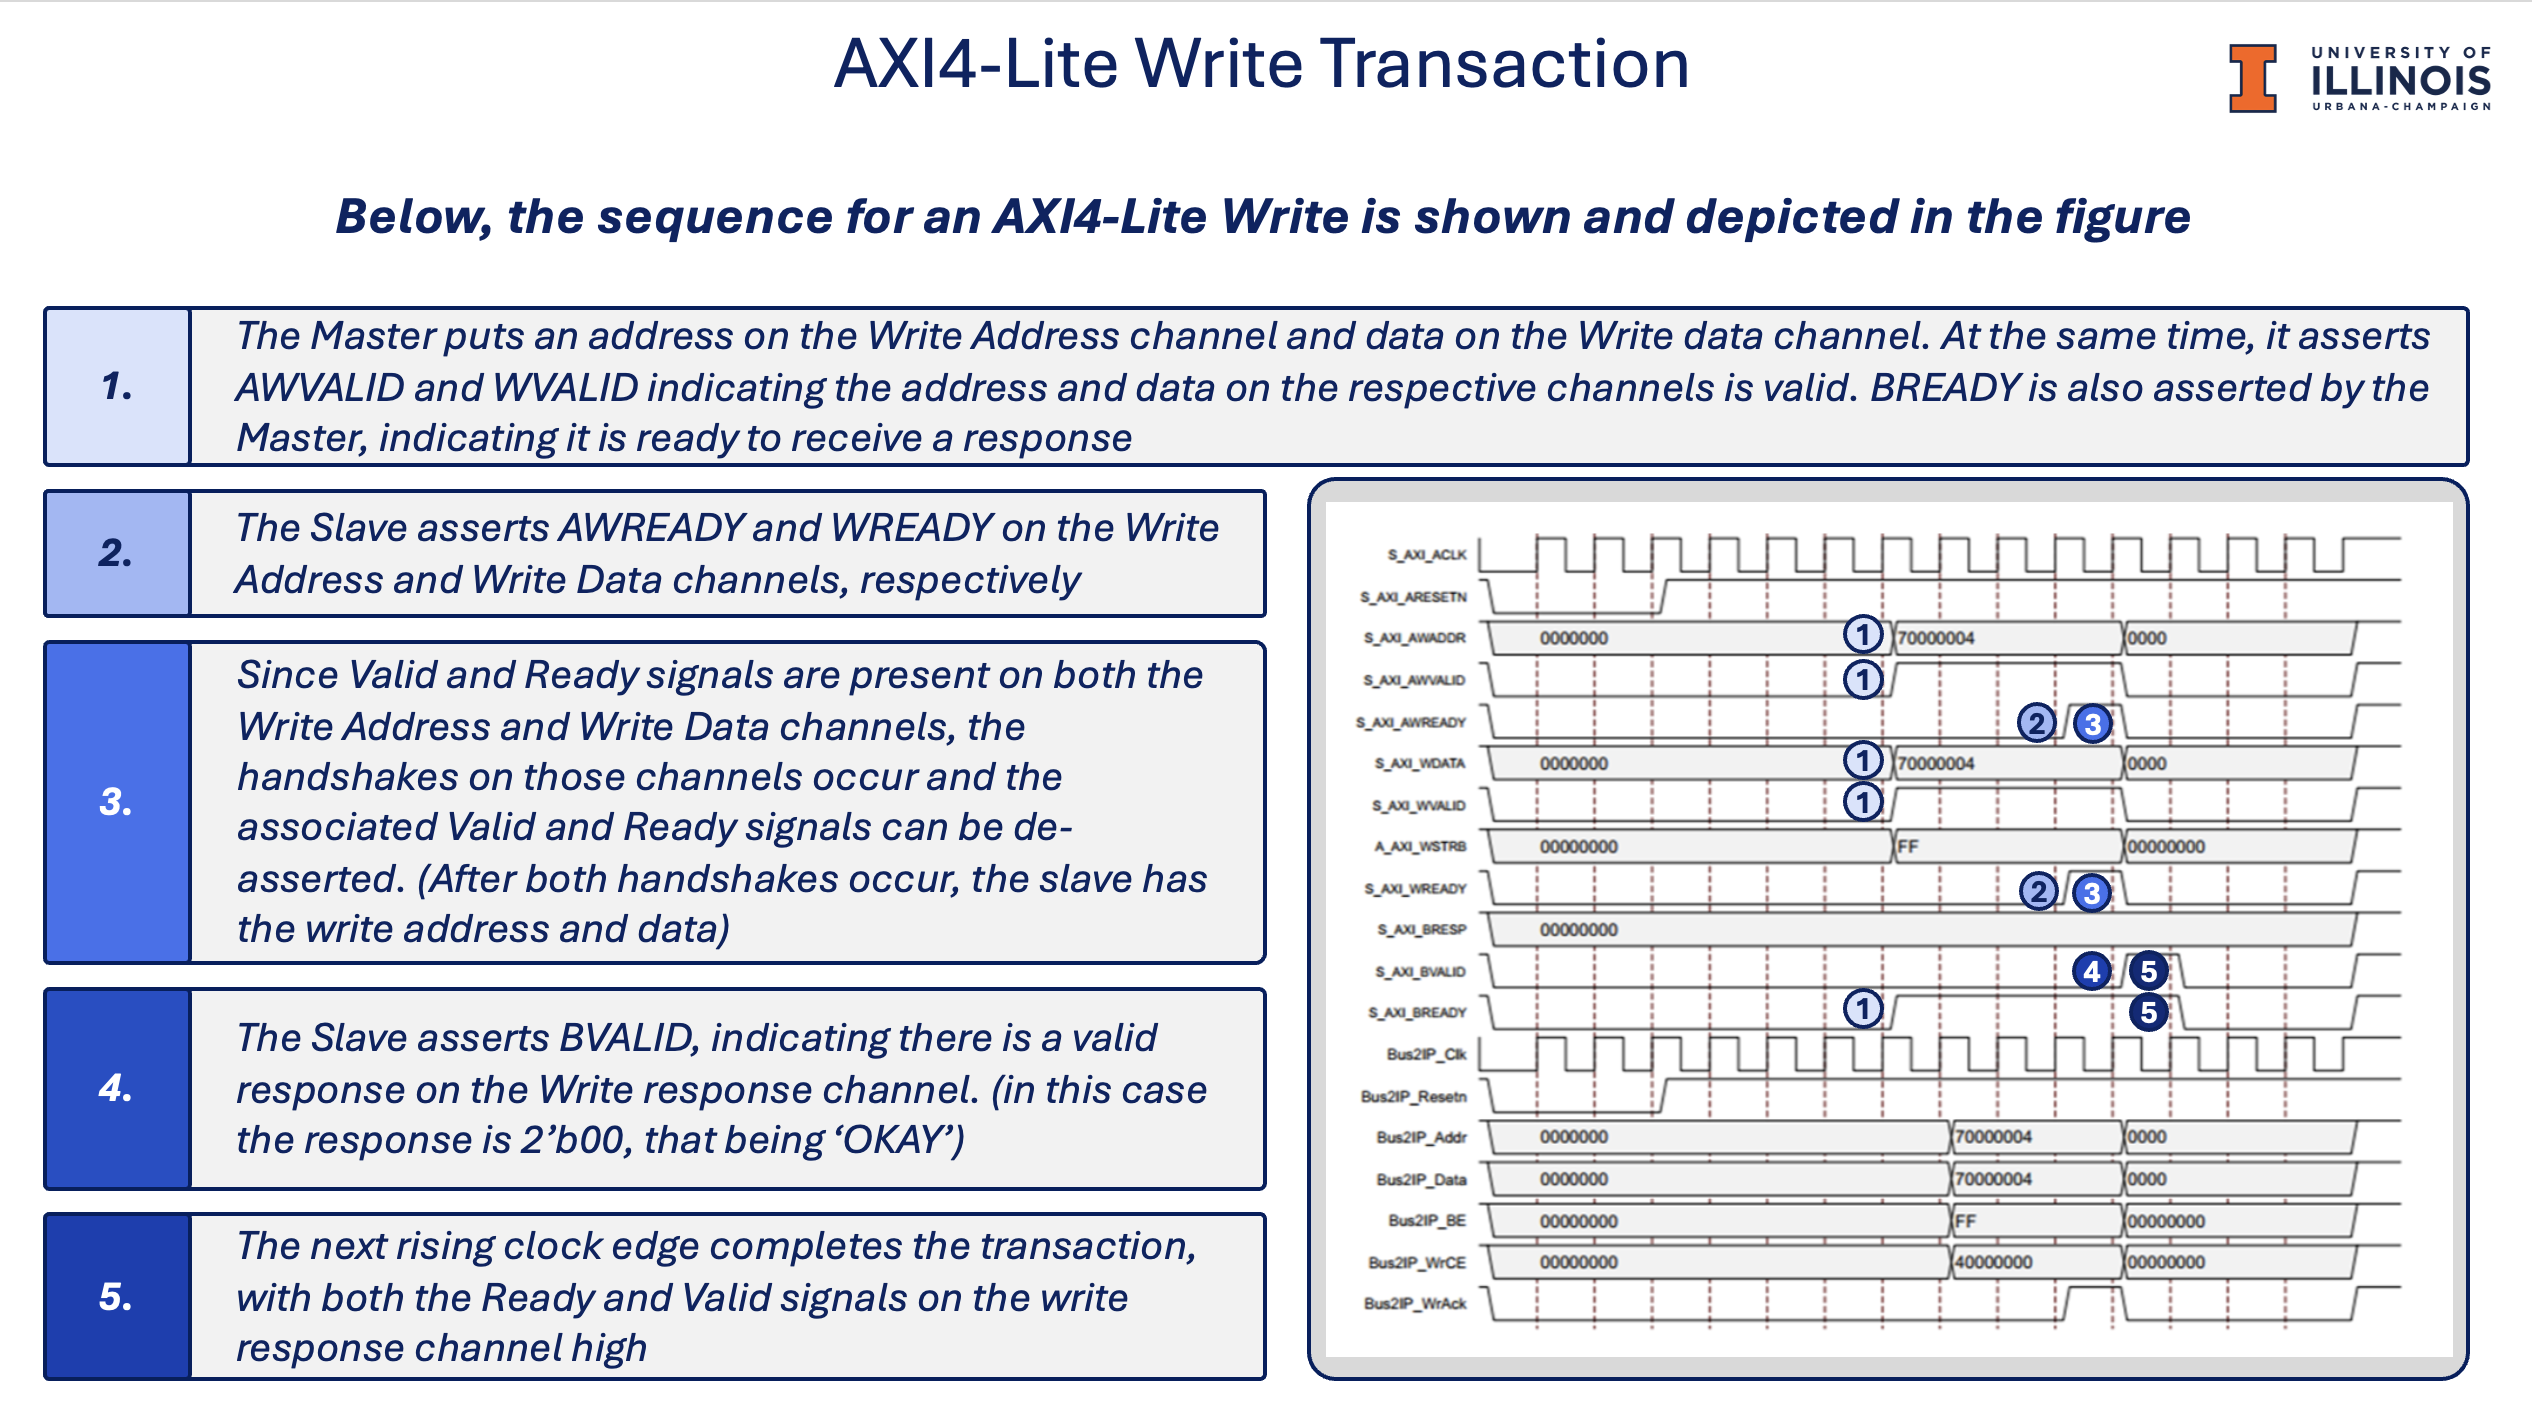 AXI4-Lite Write Transaction
UNIVERSITY OF
ILLINOIS
URBANA-CHAMPAIGN
Below, the sequence for an AXI4-Lite Write is shown and depicted in the figure
1.
The Master puts an address on the Write Address channel and data on the Write data channel. At the same time, it asserts
AWVALID and WVALID indicating the address and data on the respective channels is valid. BREADY is also asserted by the
Master, indicating it is ready to receive a response
2.
The Slave asserts AWREADY and WREADY on the Write
Address and Write Data channels, respectively
3.
Since Valid and Ready signals are present on both the
Write Address and Write Data channels, the
handshakes on those channels occur and the
associated Valid and Ready signals can be de-
asserted. (After both handshakes occur, the slave has
the write address and data)
4.
The Slave asserts BVALID, indicating there is a valid
response on the Write response channel. (in this case
the response is 2’b00, that being ‘OKAY’)
5.
The next rising clock edge completes the transaction,
with both the Ready and Valid signals on the write
response channel high
S_AXI_ACLK
S_AXI_ARESETN
S_AXI_AWADDR 0000000 1 70000004 0000
S_AXI_AWVALID 1
S_AXI_AWREADY 2 3
S_AXI_WDATA 0000000 1 70000004 0000
S_AXI_WVALID 1
A_AXI_WSTRB 00000000 FF 00000000
S_AXI_WREADY 2 3
S_AXI_BRESP 00000000
S_AXI_BVALID 4 5
S_AXI_BREADY 1 5
Bus2IP_Clk
Bus2IP_Resetn
Bus2IP_Addr 0000000 70000004 0000
Bus2IP_Data 0000000 70000004 0000
Bus2IP_BE 00000000 FF 00000000
Bus2IP_WrCE 00000000 40000000 00000000
Bus2IP_WrAck